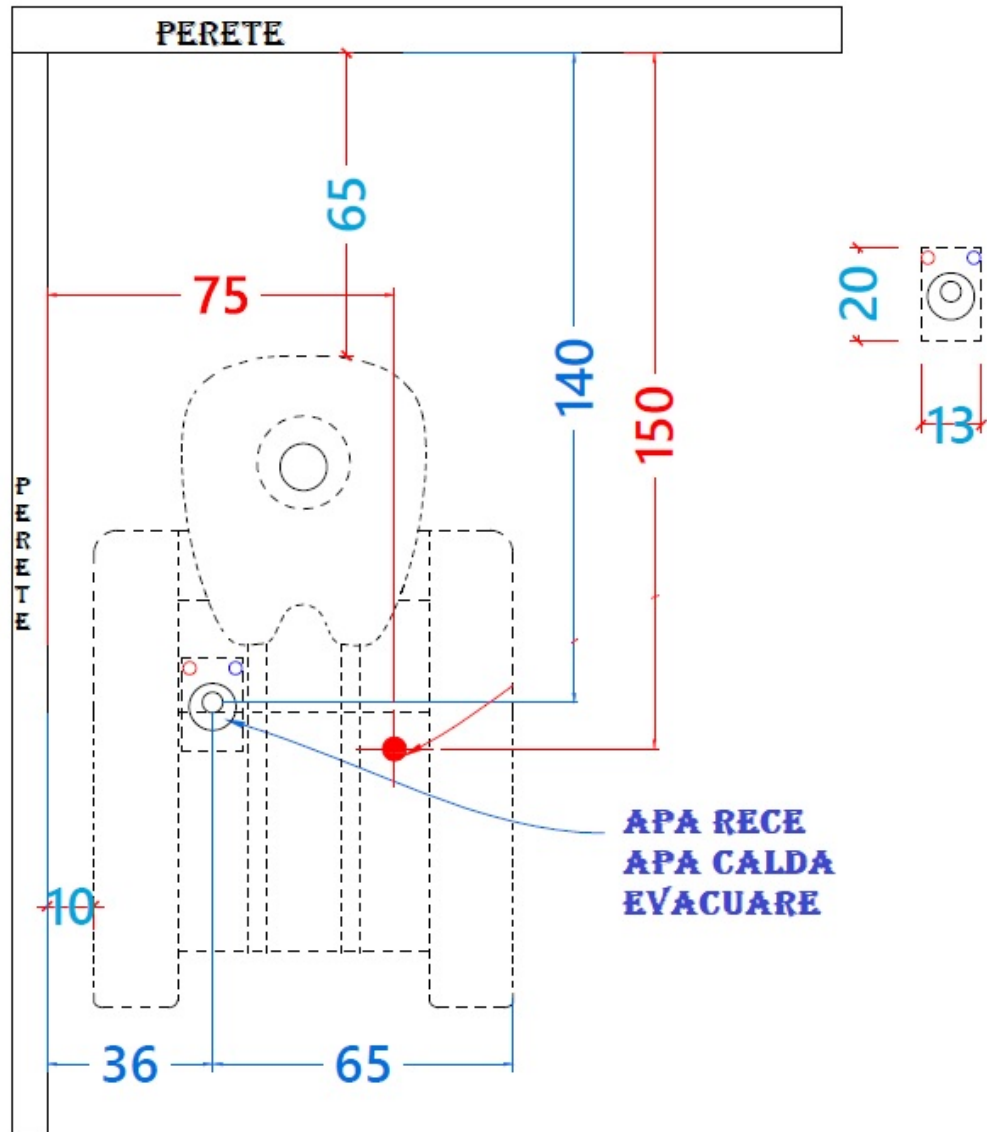 PERETE
65
75
140
150
20
13
PERETE
APA RECE
APA CALDA
EVACUARE
10
36
65